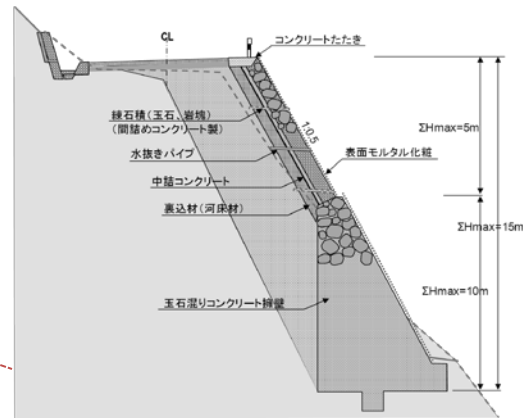 CL
コンクリートたたき
練石積(玉石、岩塊)
(間詰めコンクリート製)
1:0.5
ΣHmax=5m
水抜きパイプ
表面モルタル化粧
中詰コンクリート
裏込材(河床材)
ΣHmax=15m
玉石混りコンクリート擁壁
ΣHmax=10m